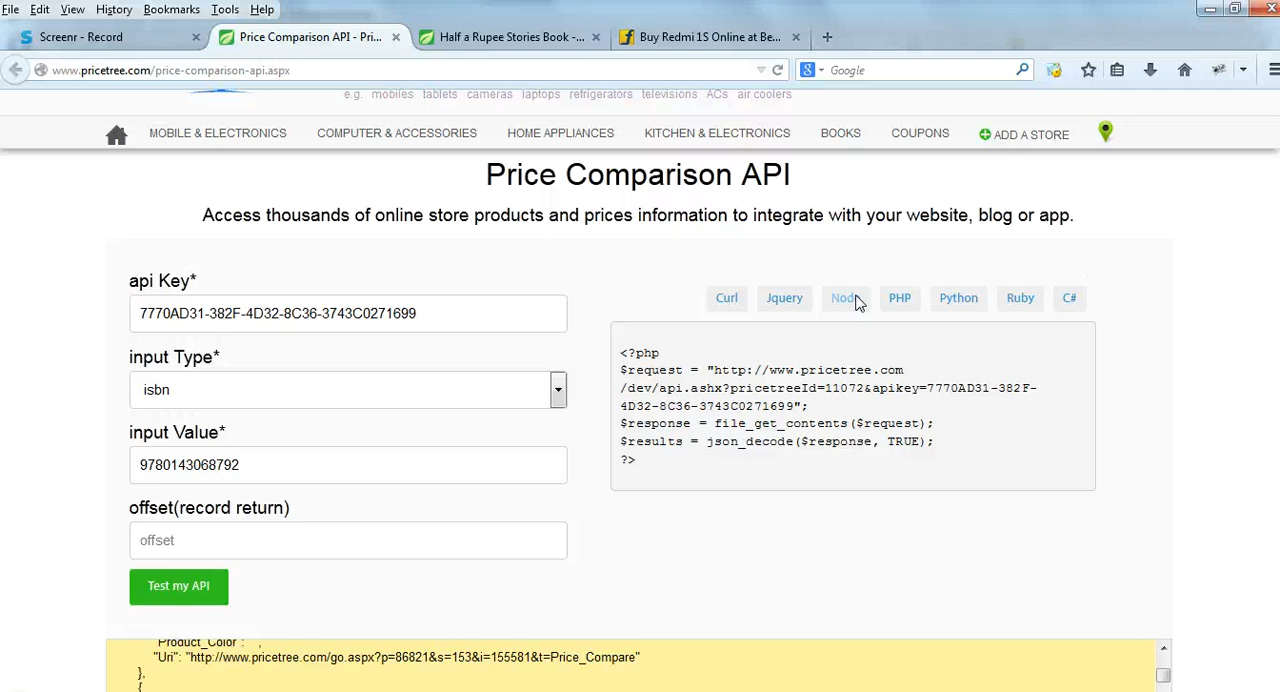 File Edit View History Bookmarks Tools Help
Screenr - Record × Price Comparison API - Pri... × Half a Rupee Stories Book -... × Buy Redmi 1S Online at Be... × +
www.pricetree.com/price-comparison-api.aspx Google
e.g. mobiles tablets cameras laptops refrigerators televisions ACs air coolers
MOBILE & ELECTRONICS COMPUTER & ACCESSORIES HOME APPLIANCES KITCHEN & ELECTRONICS BOOKS COUPONS ADD A STORE
Price Comparison API
Access thousands of online store products and prices information to integrate with your website, blog or app.
api Key*
7770AD31-382F-4D32-8C36-3743C0271699
input Type*
isbn
input Value*
9780143068792
offset(record return)
offset
Test my API
Curl Jquery Node PHP Python Ruby C#
<?php
$request = "http://www.pricetree.com
/dev/api.ashx?pricetreeId=11072&apikey=7770AD31-382F-
4D32-8C36-3743C0271699";
$response = file_get_contents($request);
$results = json_decode($response, TRUE);
?>
"Product_Color": "",
"Uri": "http://www.pricetree.com/go.aspx?p=86821&s=153&i=155581&t=Price_Compare"
},
{